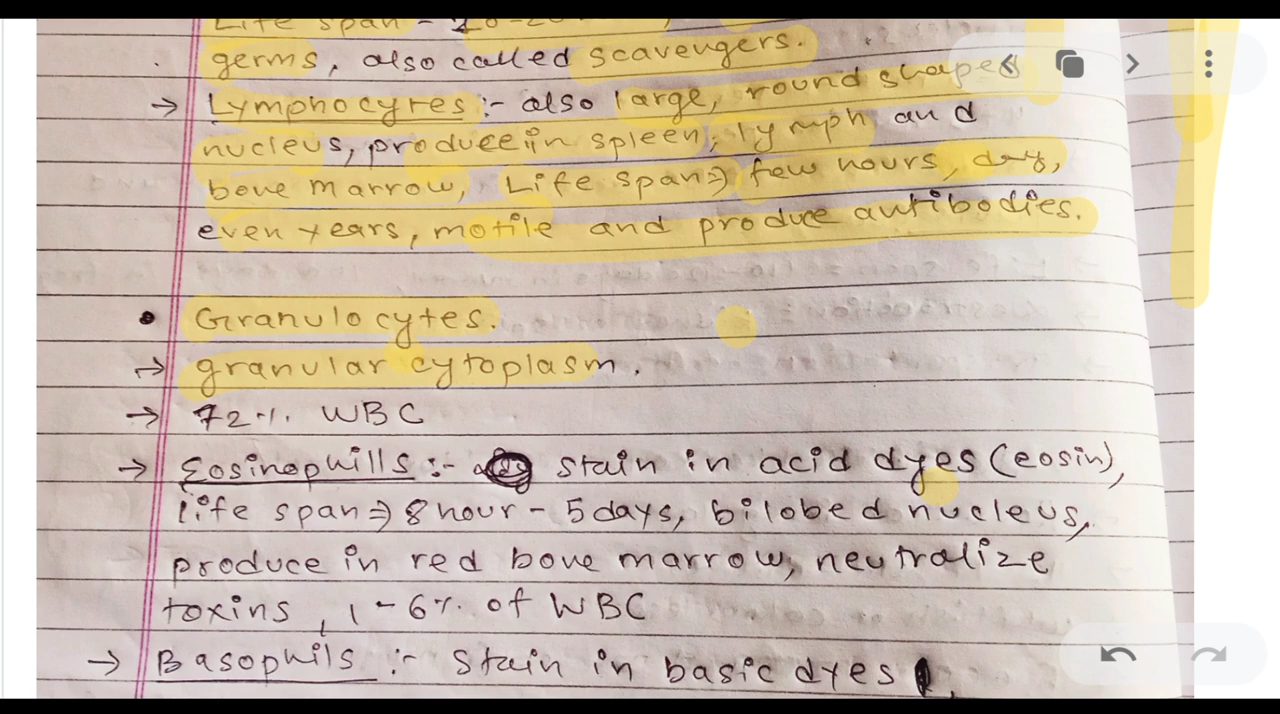 Life span - 
germs, also called scavengers.
→ Lymphocytes :- also large, round shaped
nucleus, produce in spleen, lymph and
bone marrow, Life span ⇒ few hours, day,
even years, motile and produce antibodies.
• Granulocytes.
→ granular cytoplasm.
→ 72% WBC
→ Eosinophills :- stain in acid dyes (eosin),
life span ⇒ 8 hour - 5 days, bilobed nucleus,
produce in red bone marrow, neutralize
toxins, 1 - 6% of WBC
→ Basophils :- stain in basic dyes